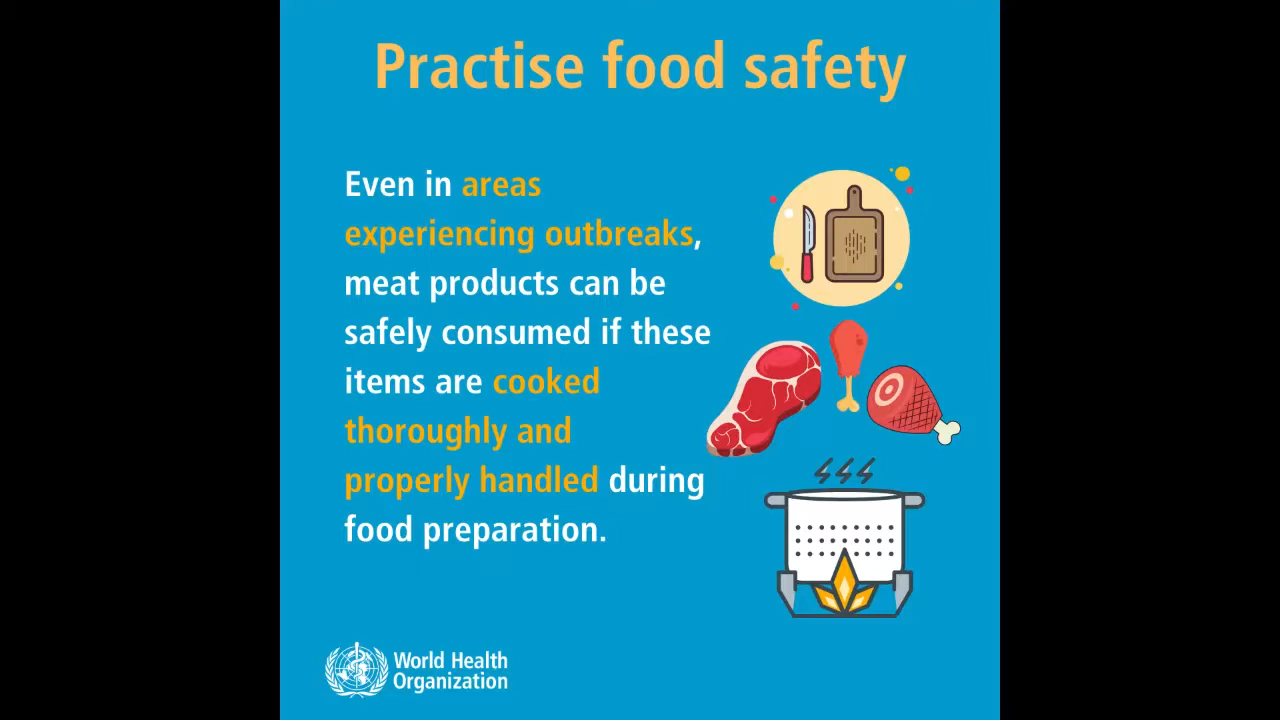 Practise food safety
Even in areas
experiencing outbreaks,
meat products can be
safely consumed if these
items are cooked
thoroughly and
properly handled during
food preparation.
World Health
Organization